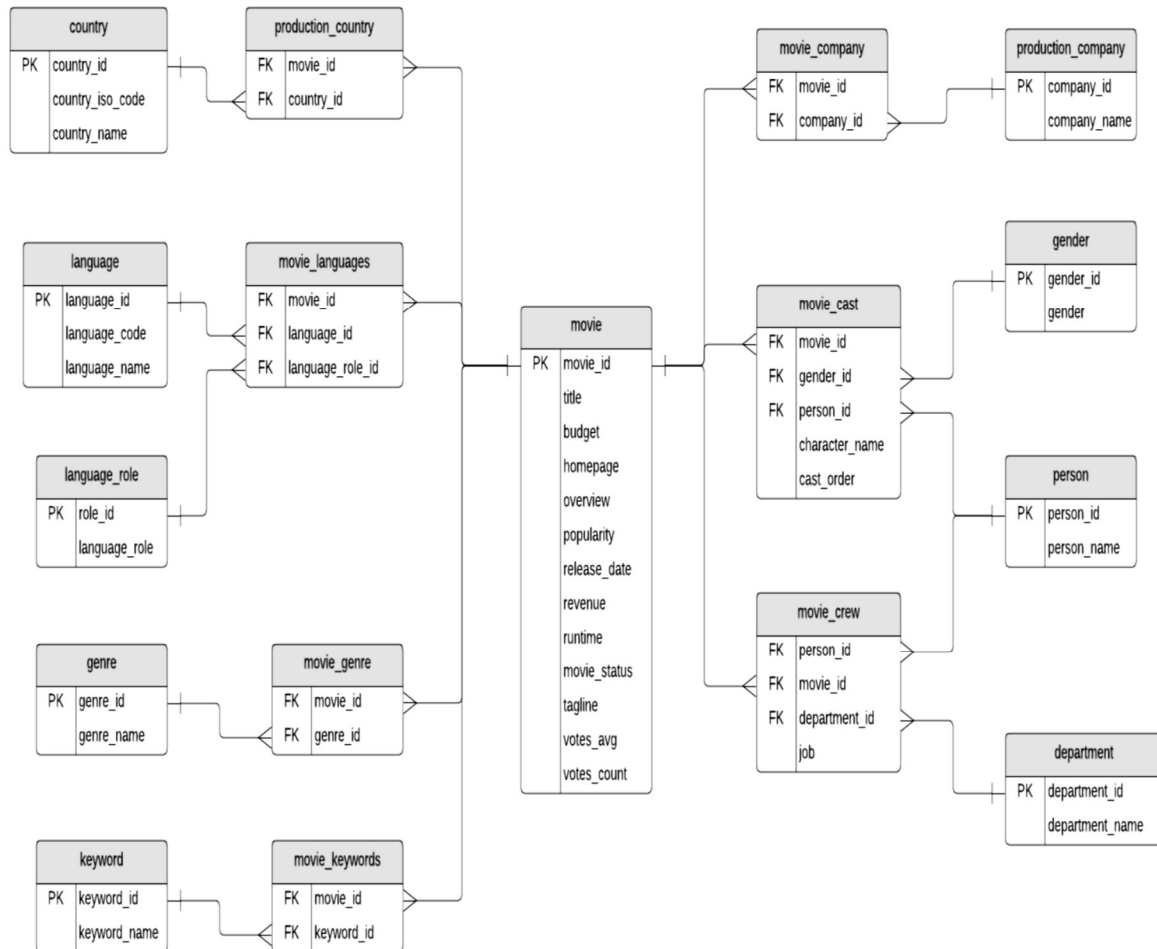 country
PK country_id
country_iso_code
country_name
production_country
FK movie_id
FK country_id
language
PK language_id
language_code
language_name
movie_languages
FK movie_id
FK language_id
FK language_role_id
language_role
PK role_id
language_role
genre
PK genre_id
genre_name
movie_genre
FK movie_id
FK genre_id
keyword
PK keyword_id
keyword_name
movie_keywords
FK movie_id
FK keyword_id
movie
PK movie_id
title
budget
homepage
overview
popularity
release_date
revenue
runtime
movie_status
tagline
votes_avg
votes_count
movie_company
FK movie_id
FK company_id
production_company
PK company_id
company_name
gender
PK gender_id
gender
movie_cast
FK movie_id
FK gender_id
FK person_id
character_name
cast_order
person
PK person_id
person_name
movie_crew
FK person_id
FK movie_id
FK department_id
job
department
PK department_id
department_name